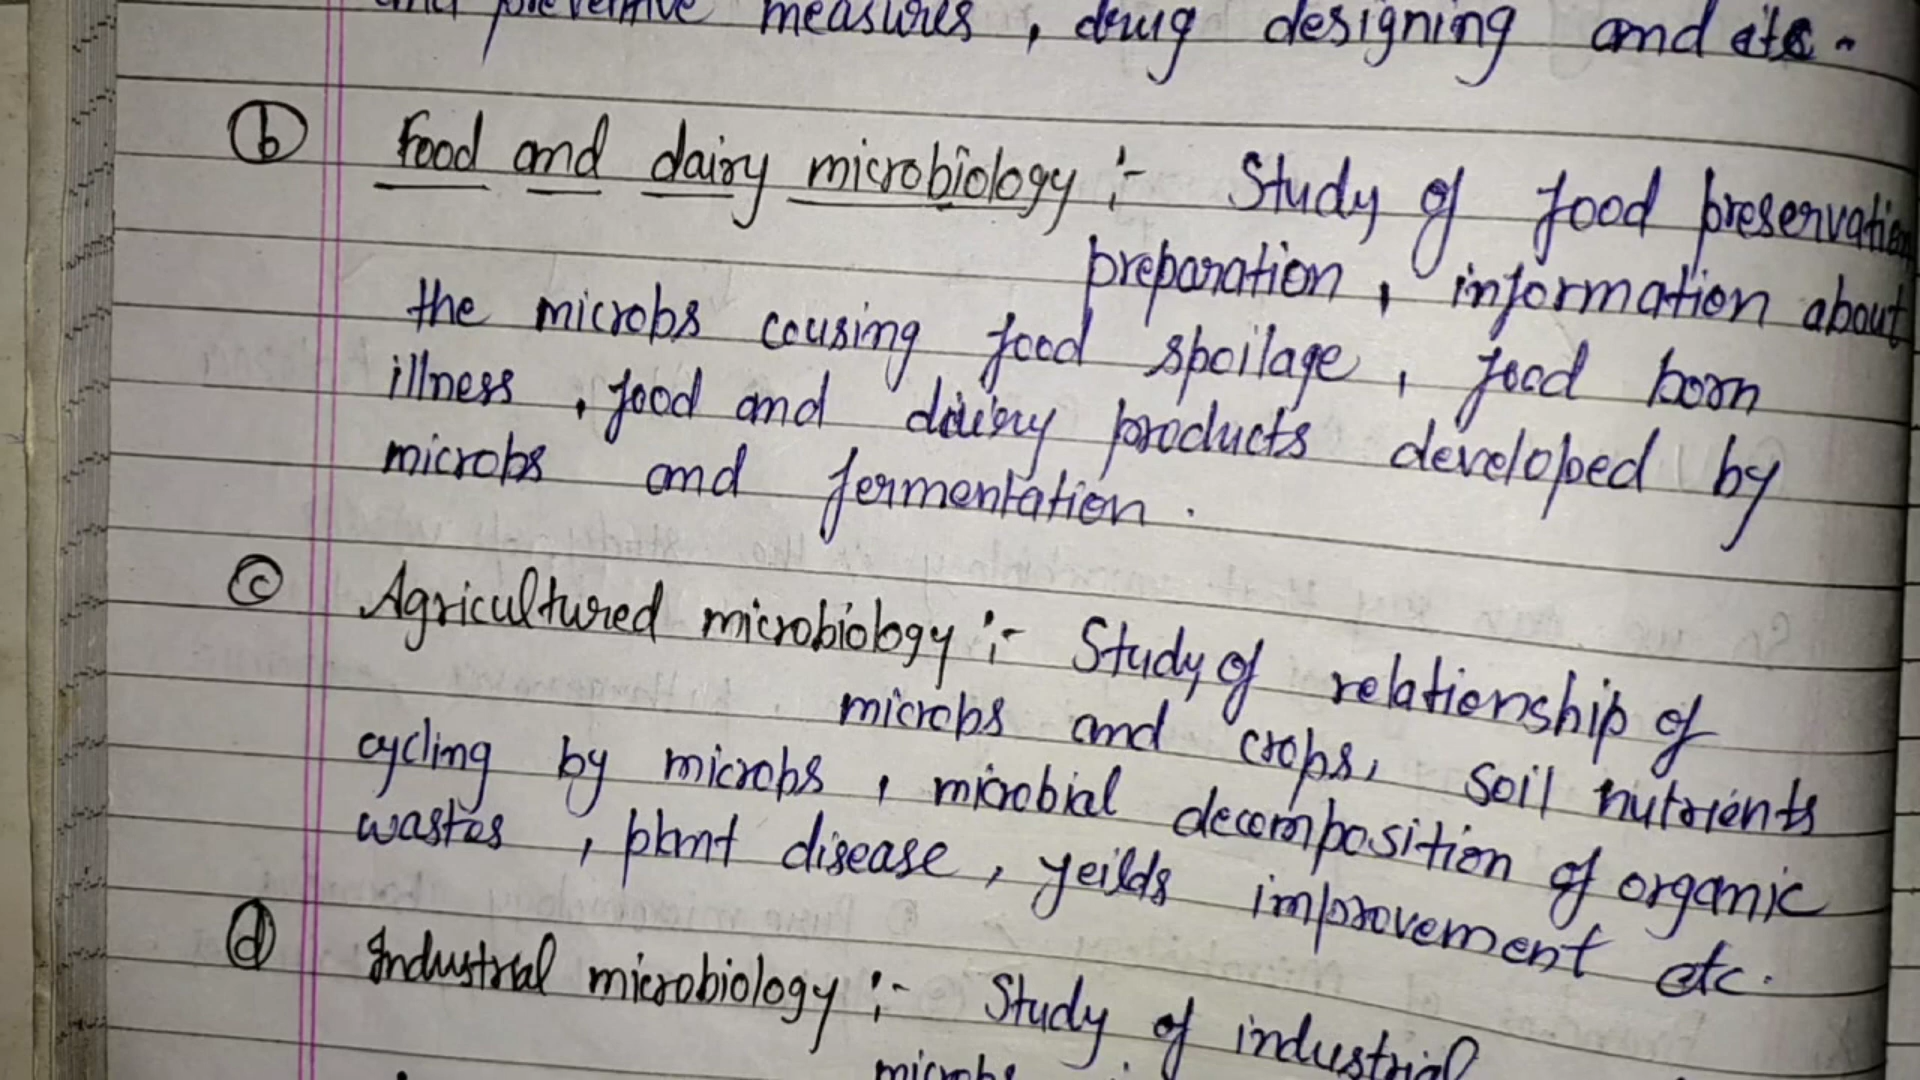 and preventive measures, drug designing and etc.
(b) Food and dairy microbiology :- Study of food preservation
preparation, information about
the microbs causing food spoilage, food born
illness, food and dairy products developed by
microbs and fermentation.
(c) Agricultured microbiology :- Study of relationship of
microbs and crops, soil nutrients
cycling by microbs, microbial decomposition of organic
wastes, plant disease, yeilds improvement etc.
(d) Industrial microbiology :- Study of industrial
microbs